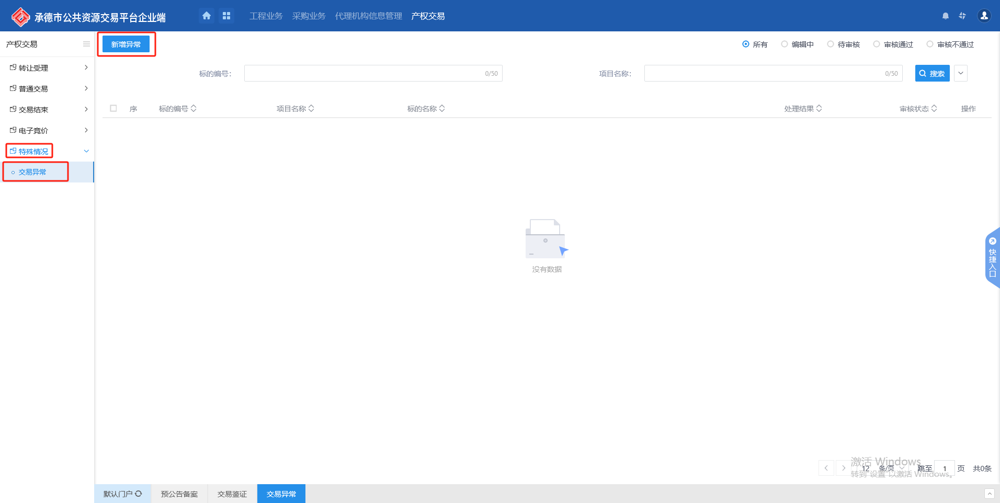 承德市公共资源交易平台企业端
工程业务 采购业务 代理机构信息管理 产权交易
产权交易
转让受理
普通交易
交易结束
电子竞价
特殊情况
交易异常
新增异常
所有 编辑中 待审核 审核通过 审核不通过
标的编号： 0/50 项目名称： 0/50 搜索
序 标的编号 项目名称 标的名称 处理结果 审核状态 操作
没有数据
快捷入口
12 条/页 跳至 1 页 共0条
激活 Windows
转到"设置"以激活 Windows。
默认门户 预公告备案 交易鉴证 交易异常